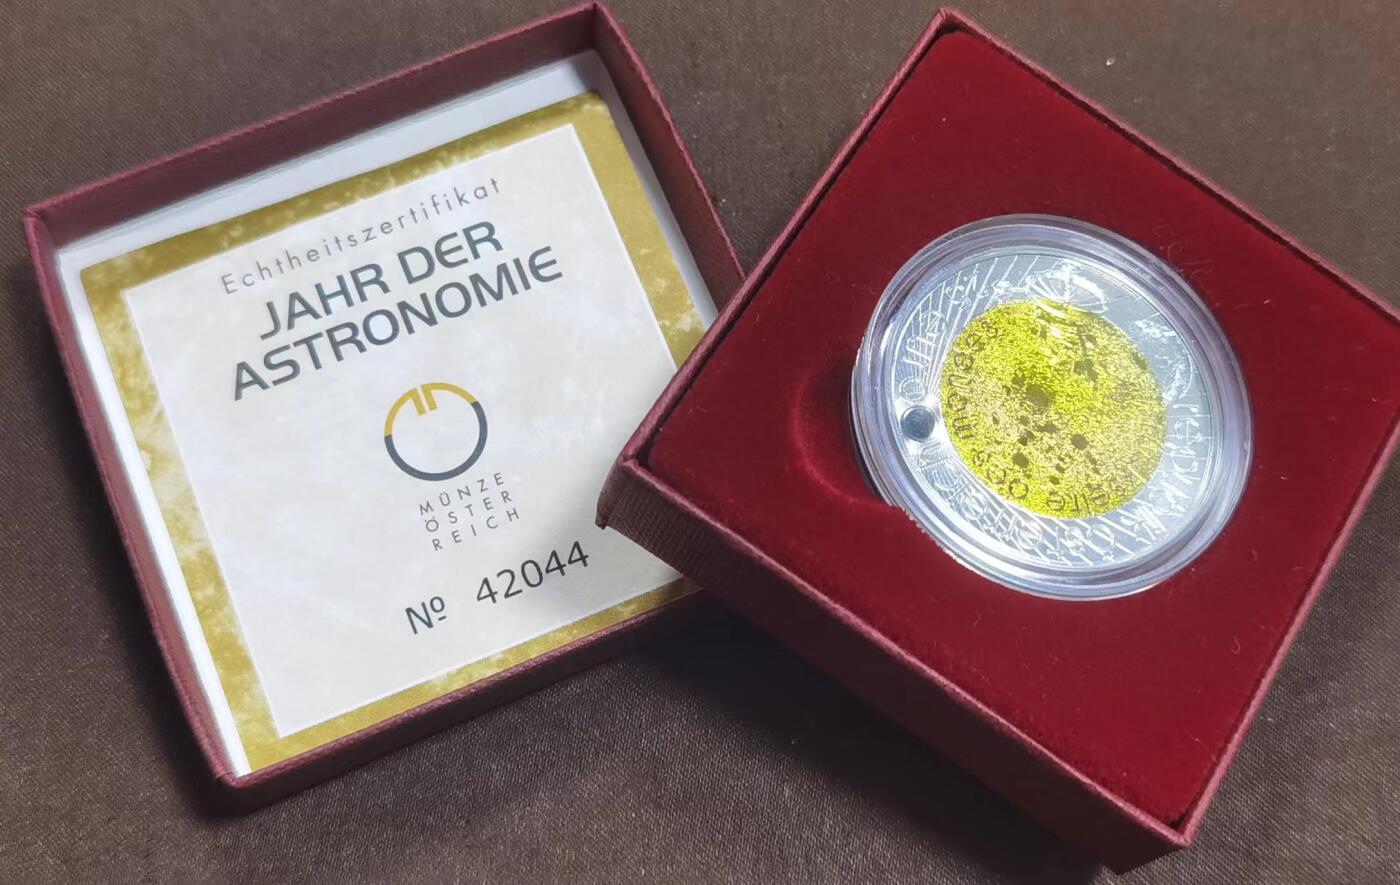 Echtheitszertifikat
JAHR DER
ASTRONOMIE
MÜNZE
ÖSTER
REICH
Nº 42044